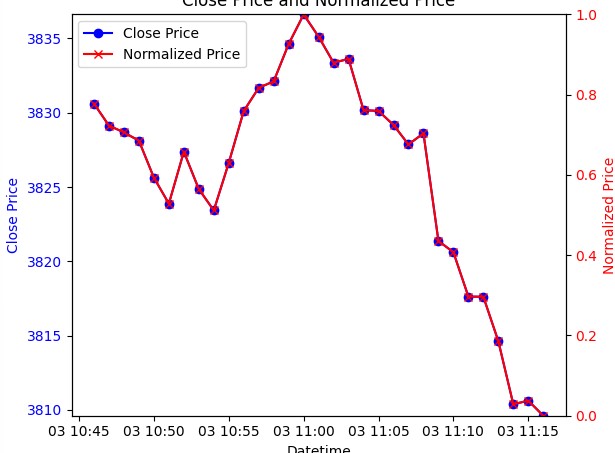 Close Price and Normalized Price
Close Price
Normalized Price
3835
3830
3825
3820
3815
3810
Close Price
1.0
0.8
0.6
0.4
0.2
0.0
Normalized Price
03 10:45 03 10:50 03 10:55 03 11:00 03 11:05 03 11:10 03 11:15
Datetime